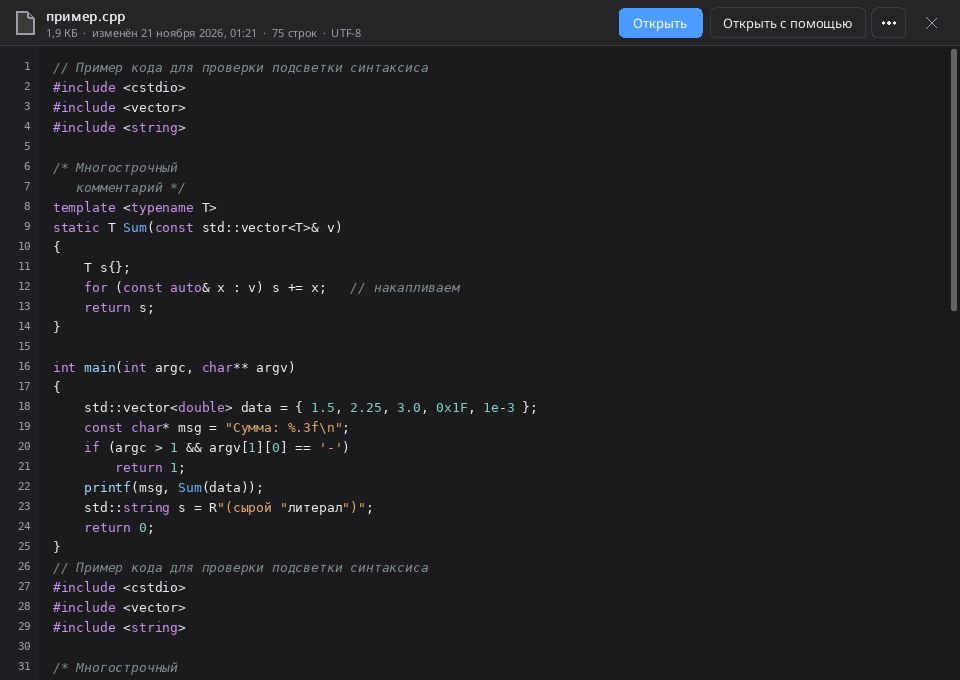 пример.cpp
1,9 КБ · изменён 21 ноября 2026, 01:21 · 75 строк · UTF-8
Открыть
Открыть с помощью
•••
1 // Пример кода для проверки подсветки синтаксиса
2 #include <cstdio>
3 #include <vector>
4 #include <string>
5
6 /* Многострочный
7    комментарий */
8 template <typename T>
9 static T Sum(const std::vector<T>& v)
10 {
11     T s{};
12     for (const auto& x : v) s += x;   // накапливаем
13     return s;
14 }
15
16 int main(int argc, char** argv)
17 {
18     std::vector<double> data = { 1.5, 2.25, 3.0, 0x1F, 1e-3 };
19     const char* msg = "Сумма: %.3f\n";
20     if (argc > 1 && argv[1][0] == '-')
21         return 1;
22     printf(msg, Sum(data));
23     std::string s = R"(сырой "литерал")";
24     return 0;
25 }
26 // Пример кода для проверки подсветки синтаксиса
27 #include <cstdio>
28 #include <vector>
29 #include <string>
30
31 /* Многострочный